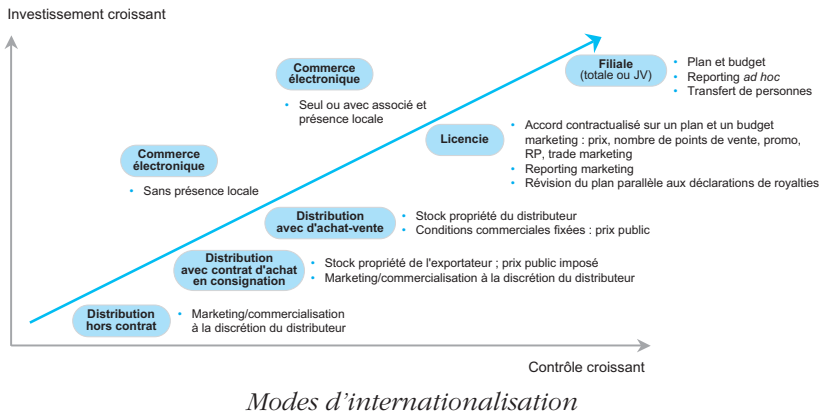 Investissement croissant
Filiale
(totale ou JV)
• Plan et budget
• Reporting ad hoc
• Transfert de personnes
Commerce
électronique
• Seul ou avec associé et
présence locale
Licencie
• Accord contractualisé sur un plan et un budget
marketing : prix, nombre de points de vente, promo,
RP, trade marketing
• Reporting marketing
• Révision du plan parallèle aux déclarations de royalties
Commerce
électronique
• Sans présence locale
Distribution
avec d'achat-vente
• Stock propriété du distributeur
• Conditions commerciales fixées : prix public
Distribution
avec contrat d'achat
en consignation
• Stock propriété de l'exportateur ; prix public imposé
• Marketing/commercialisation à la discrétion du distributeur
Distribution
hors contrat
• Marketing/commercialisation
à la discrétion du distributeur
Contrôle croissant
Modes d'internationalisation